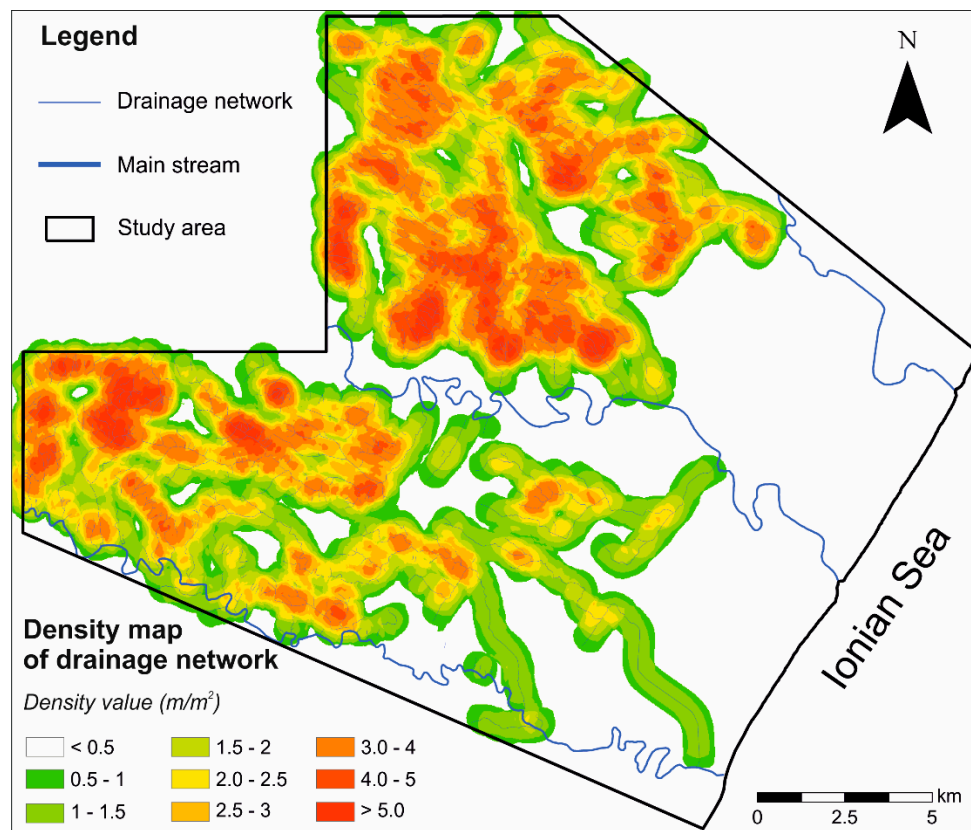 Legend
Drainage network
Main stream
Study area
N
Ionian Sea
Density map
of drainage network
Density value (m/m²)
< 0.5
0.5 - 1
1 - 1.5
1.5 - 2
2.0 - 2.5
2.5 - 3
3.0 - 4
4.0 - 5
> 5.0
km
0 2.5 5